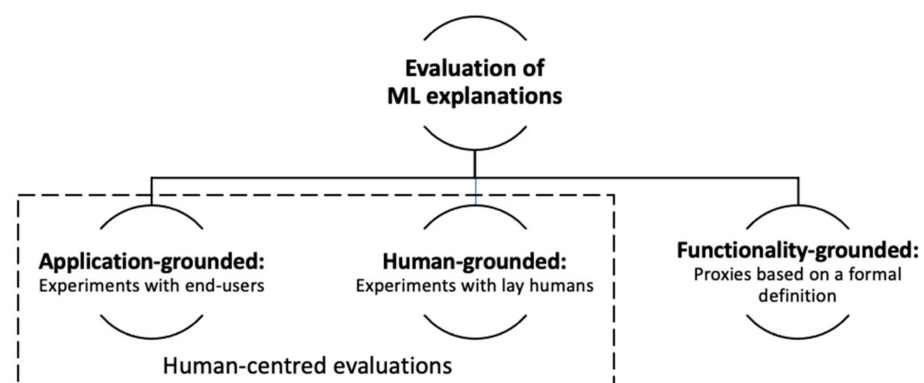 Evaluation of
ML explanations
Application-grounded:
Experiments with end-users
Human-grounded:
Experiments with lay humans
Functionality-grounded:
Proxies based on a formal
definition
Human-centred evaluations